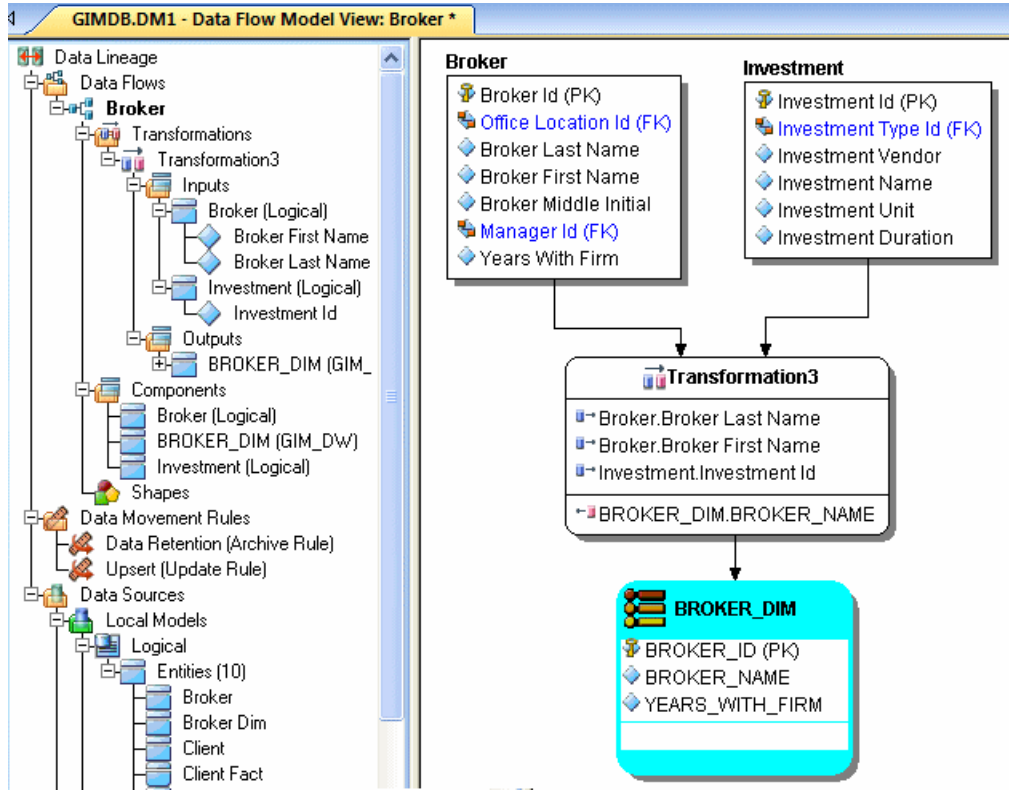 GIMDB.DM1 - Data Flow Model View: Broker *
Data Lineage
Data Flows
Broker
Transformations
Transformation3
Inputs
Broker (Logical)
Broker First Name
Broker Last Name
Investment (Logical)
Investment Id
Outputs
BROKER_DIM (GIM_
Components
Broker (Logical)
BROKER_DIM (GIM_DW)
Investment (Logical)
Shapes
Data Movement Rules
Data Retention (Archive Rule)
Upsert (Update Rule)
Data Sources
Local Models
Logical
Entities (10)
Broker
Broker Dim
Client
Client Fact
Broker
Broker Id (PK)
Office Location Id (FK)
Broker Last Name
Broker First Name
Broker Middle Initial
Manager Id (FK)
Years With Firm
Investment
Investment Id (PK)
Investment Type Id (FK)
Investment Vendor
Investment Name
Investment Unit
Investment Duration
Transformation3
Broker.Broker Last Name
Broker.Broker First Name
Investment.Investment Id
BROKER_DIM.BROKER_NAME
BROKER_DIM
BROKER_ID (PK)
BROKER_NAME
YEARS_WITH_FIRM